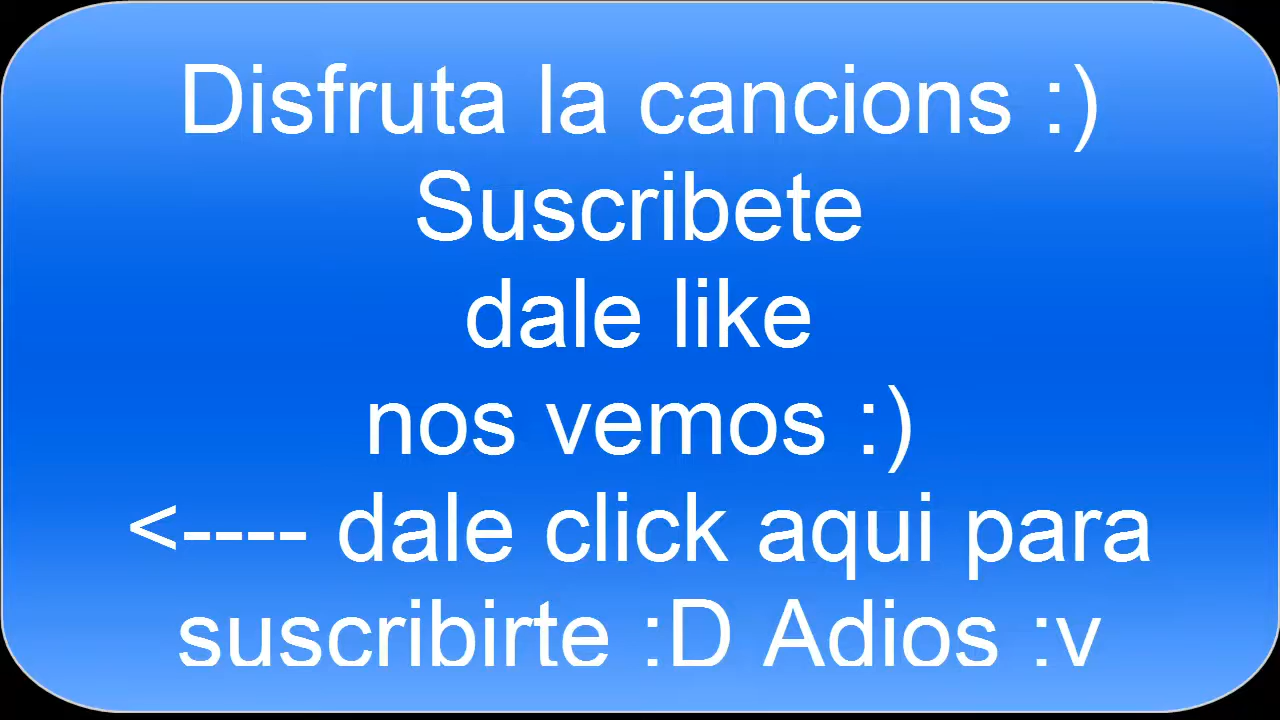 Disfruta la cancions :)
Suscribete
dale like
nos vemos :)
<---- dale click aqui para
suscribirte :D Adios :v